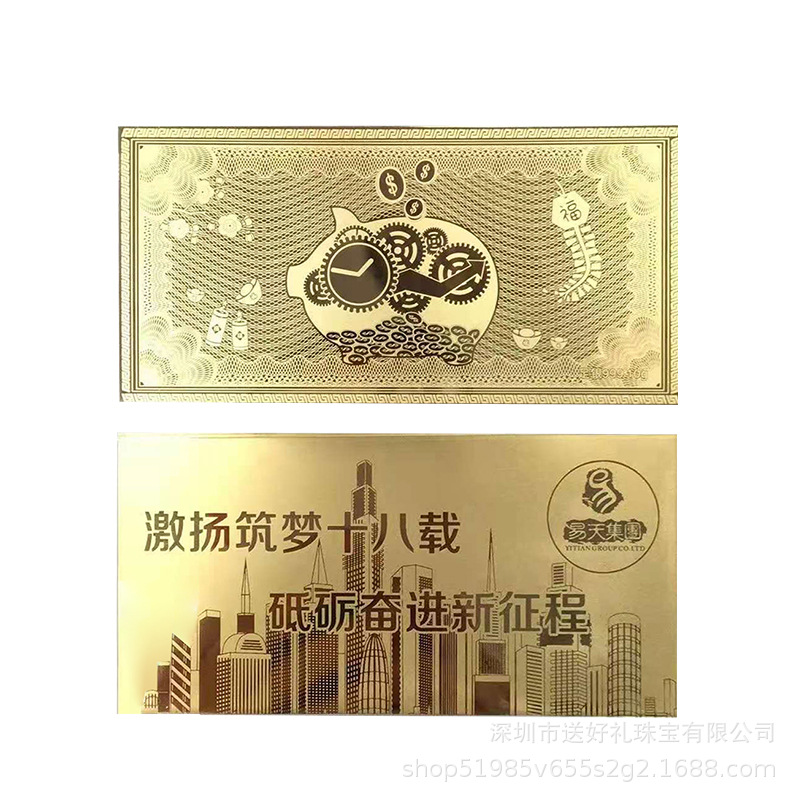 福
激扬筑梦十八载
易天集團
YITIAN GROUP CO.LTD
砥砺奋进新征程
深圳市送好礼珠宝有限公司
shop51985v655s2g2.1688.com